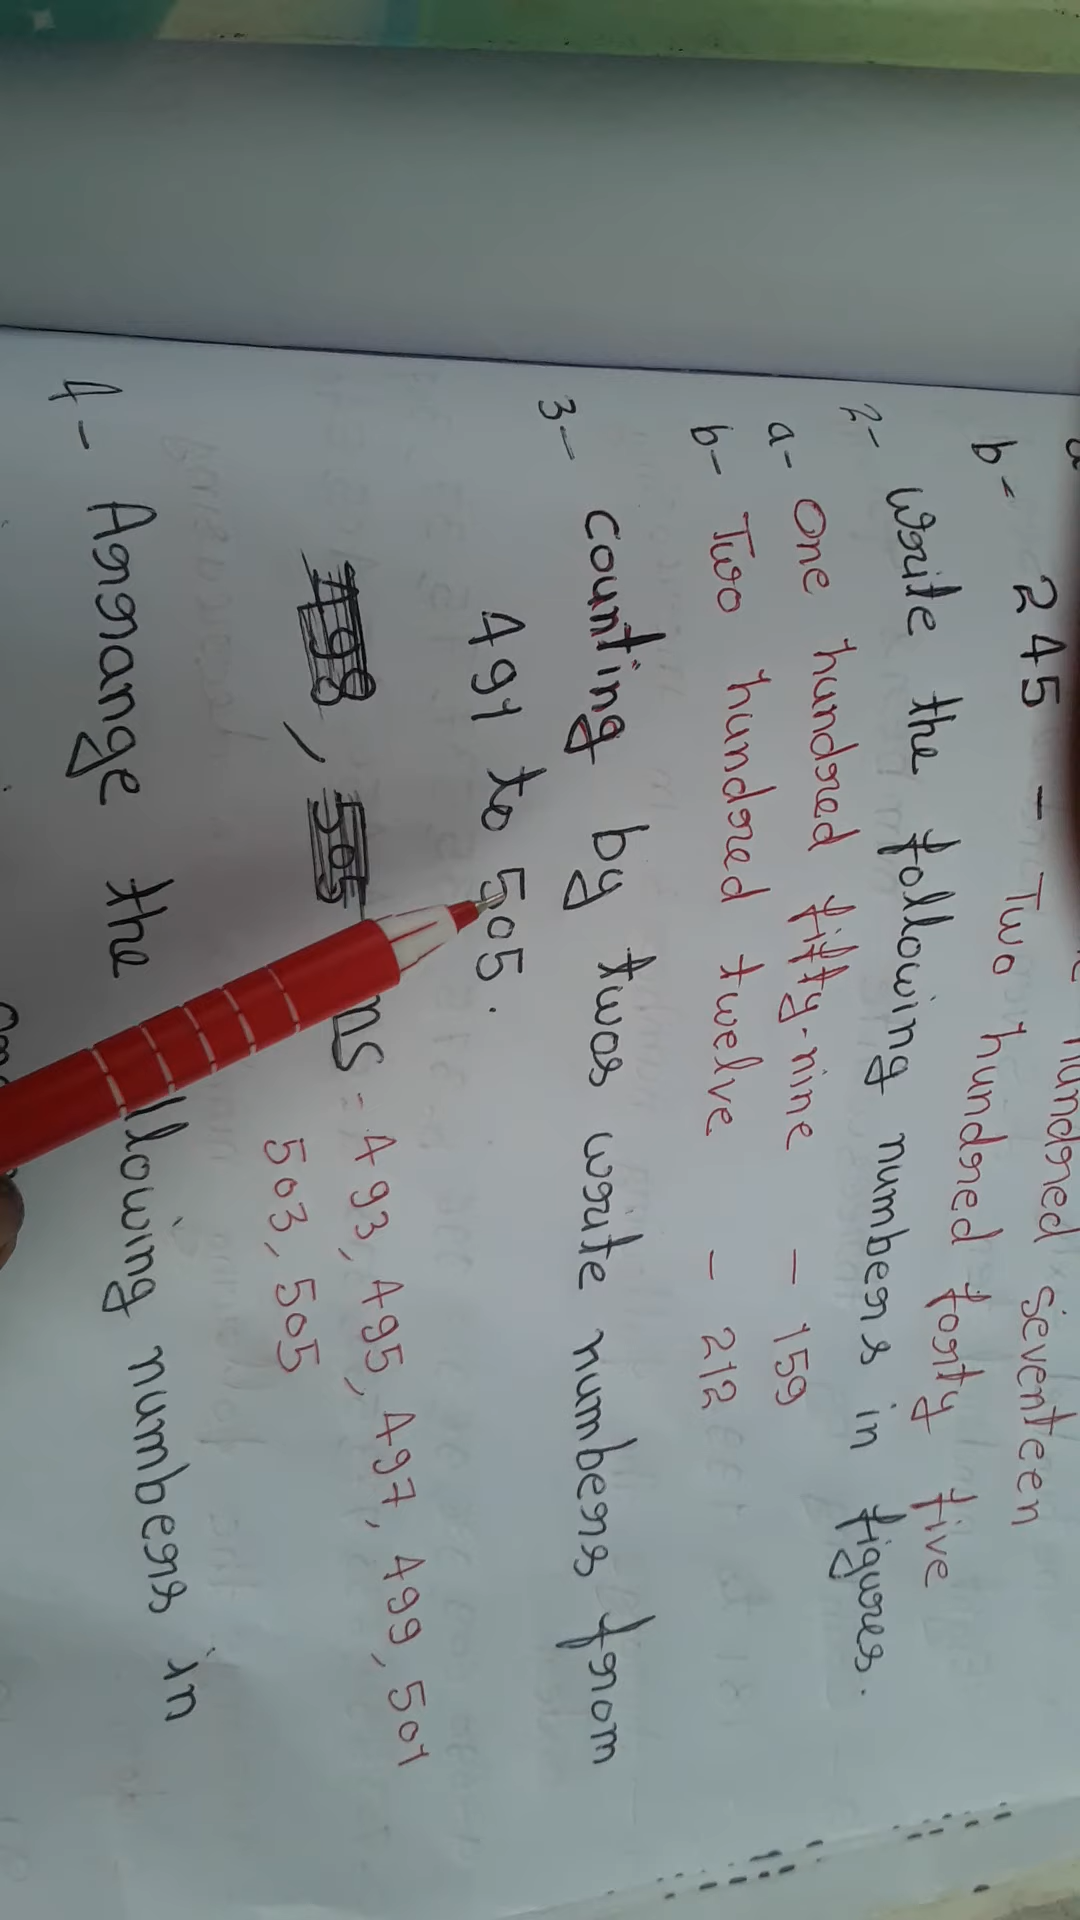 hundred seventeen
b- 245 - Two hundred forty five
2- write the following numbers in figures.
a- One hundred fifty-nine - 159
b- Two hundred twelve - 212
3- counting by twos write numbers from
491 to 505.
498, 505 ns = 493, 495, 497, 499, 501
503, 505
4- Arrange the llowing numbers in